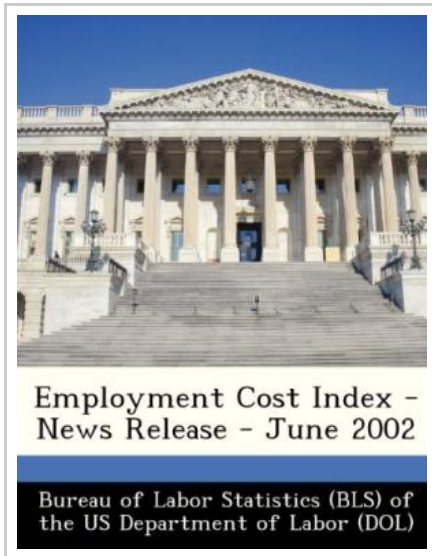 Employment Cost Index -
News Release - June 2002
Bureau of Labor Statistics (BLS) of
the US Department of Labor (DOL)